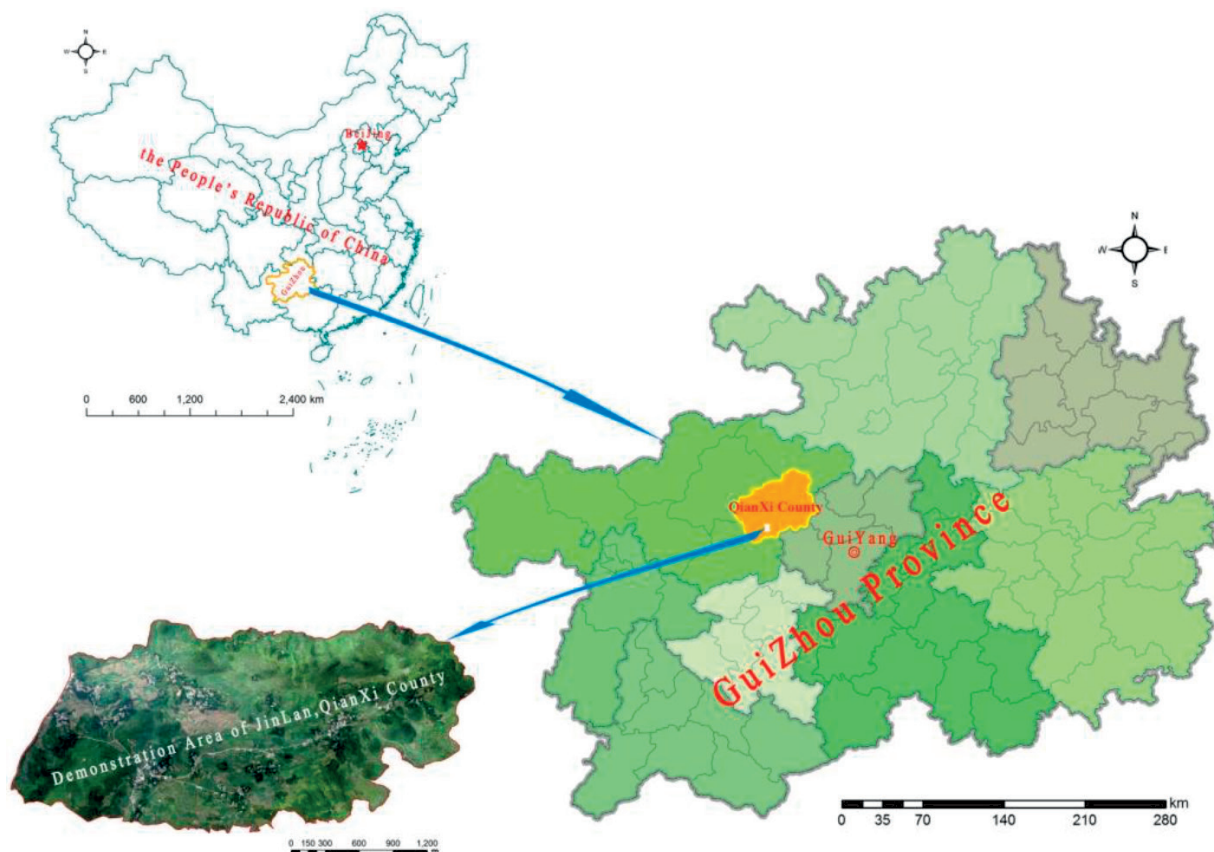 N
W E
S
BeiJing
the People's Republic of China
GuiZhou
0 600 1,200 2,400 km
N
W E
S
QianXi County
GuiYang
GuiZhou Province
Demonstration Area of JinLan,QianXi County
km
0 35 70 140 210 280
0 150 300 600 900 1,200